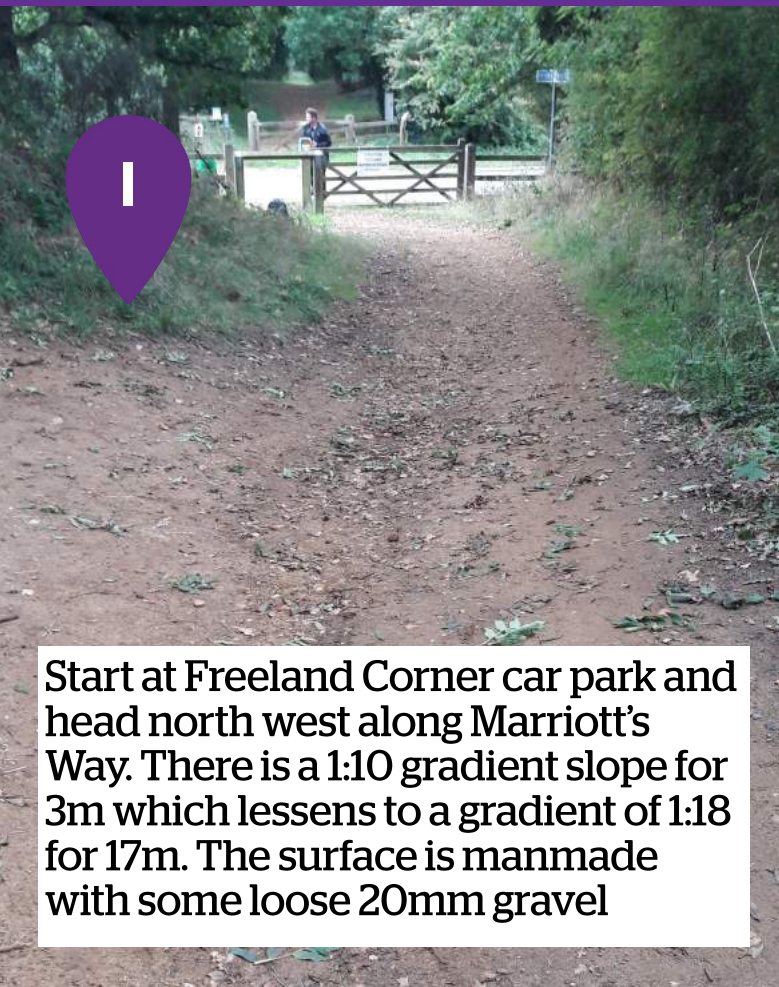 I
Start at Freeland Corner car park and
head north west along Marriott’s
Way. There is a 1:10 gradient slope for
3m which lessens to a gradient of 1:18
for 17m. The surface is manmade
with some loose 20mm gravel